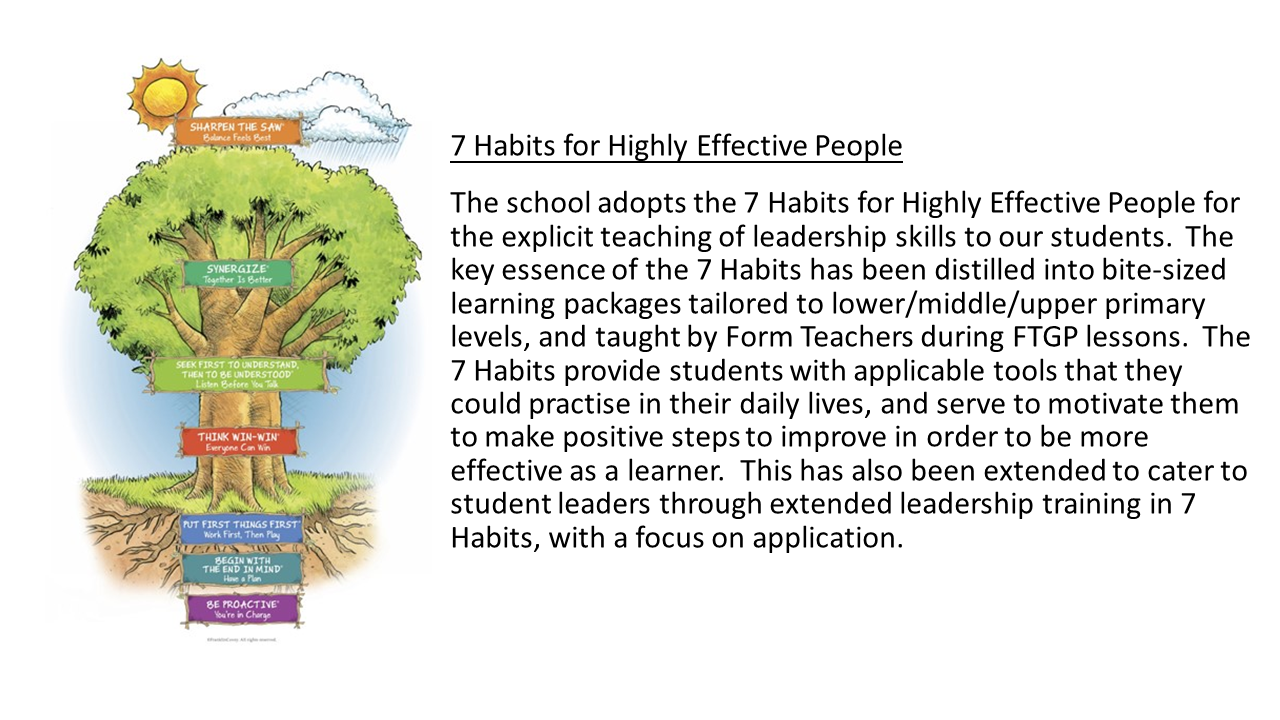 SHARPEN THE SAW
Balance Feels Best
SYNERGIZE
Together Is Better
SEEK FIRST TO UNDERSTAND,
THEN TO BE UNDERSTOOD
Listen Before You Talk
THINK WIN-WIN
Everyone Can Win
PUT FIRST THINGS FIRST
Work First, Then Play
BEGIN WITH
THE END IN MIND
Have a Plan
BE PROACTIVE
You're in Charge
All rights reserved.
7 Habits for Highly Effective People
The school adopts the 7 Habits for Highly Effective People for
the explicit teaching of leadership skills to our students.  The
key essence of the 7 Habits has been distilled into bite-sized
learning packages tailored to lower/middle/upper primary
levels, and taught by Form Teachers during FTGP lessons.  The
7 Habits provide students with applicable tools that they
could practise in their daily lives, and serve to motivate them
to make positive steps to improve in order to be more
effective as a learner.  This has also been extended to cater to
student leaders through extended leadership training in 7
Habits, with a focus on application.